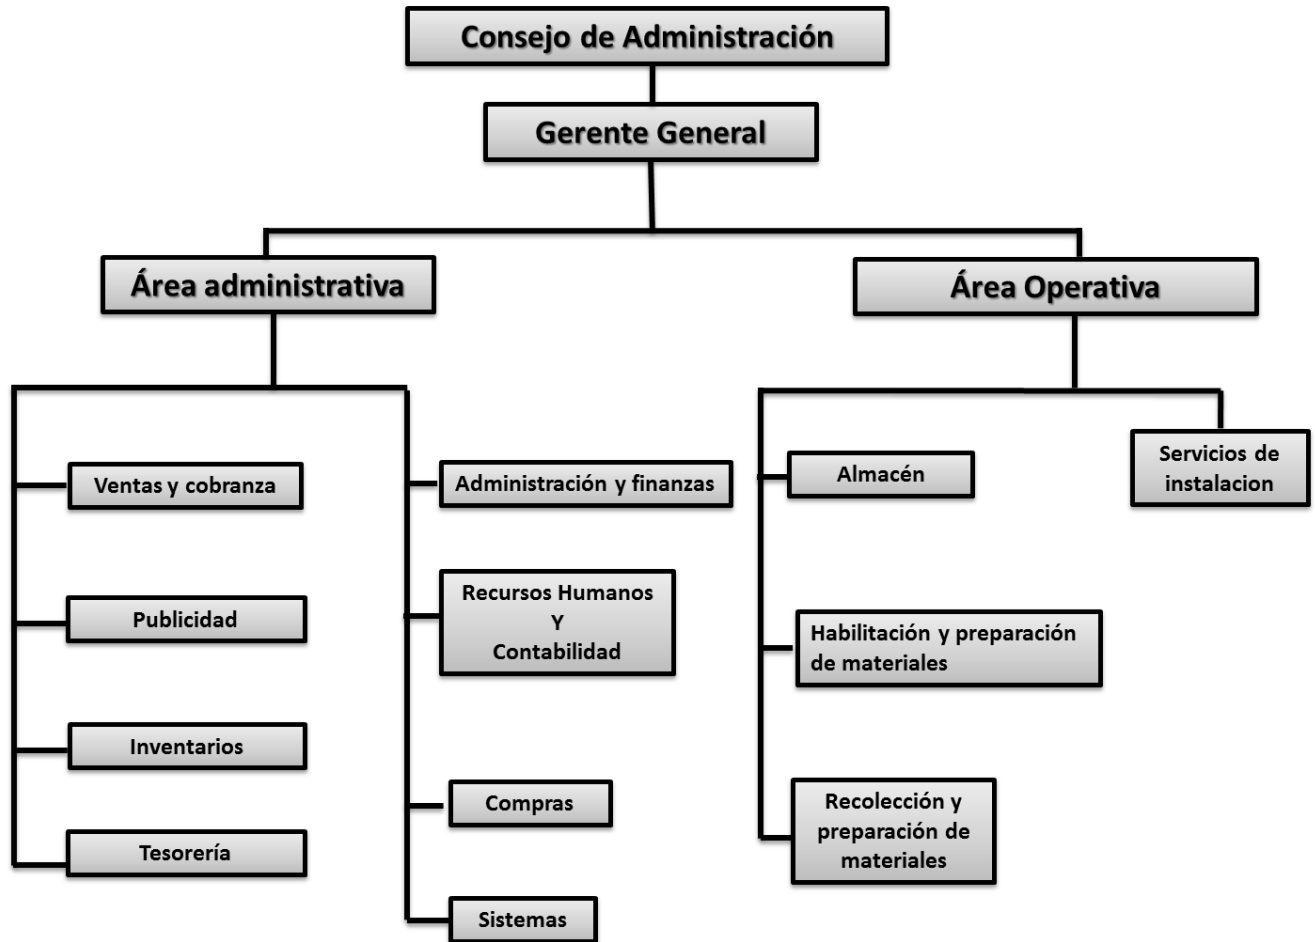 Consejo de Administración
Gerente General
Área administrativa
Área Operativa
Ventas y cobranza
Publicidad
Inventarios
Tesorería
Administración y finanzas
Recursos Humanos
Y
Contabilidad
Compras
Sistemas
Almacén
Habilitación y preparación
de materiales
Recolección y
preparación de
materiales
Servicios de
instalacion